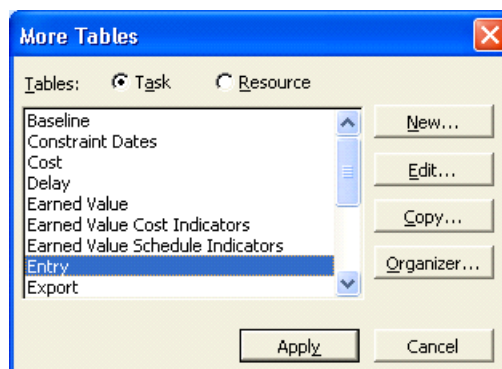 More Tables
Tables: Task Resource
Baseline
Constraint Dates
Cost
Delay
Earned Value
Earned Value Cost Indicators
Earned Value Schedule Indicators
Entry
Export
New...
Edit...
Copy...
Organizer...
Apply Cancel